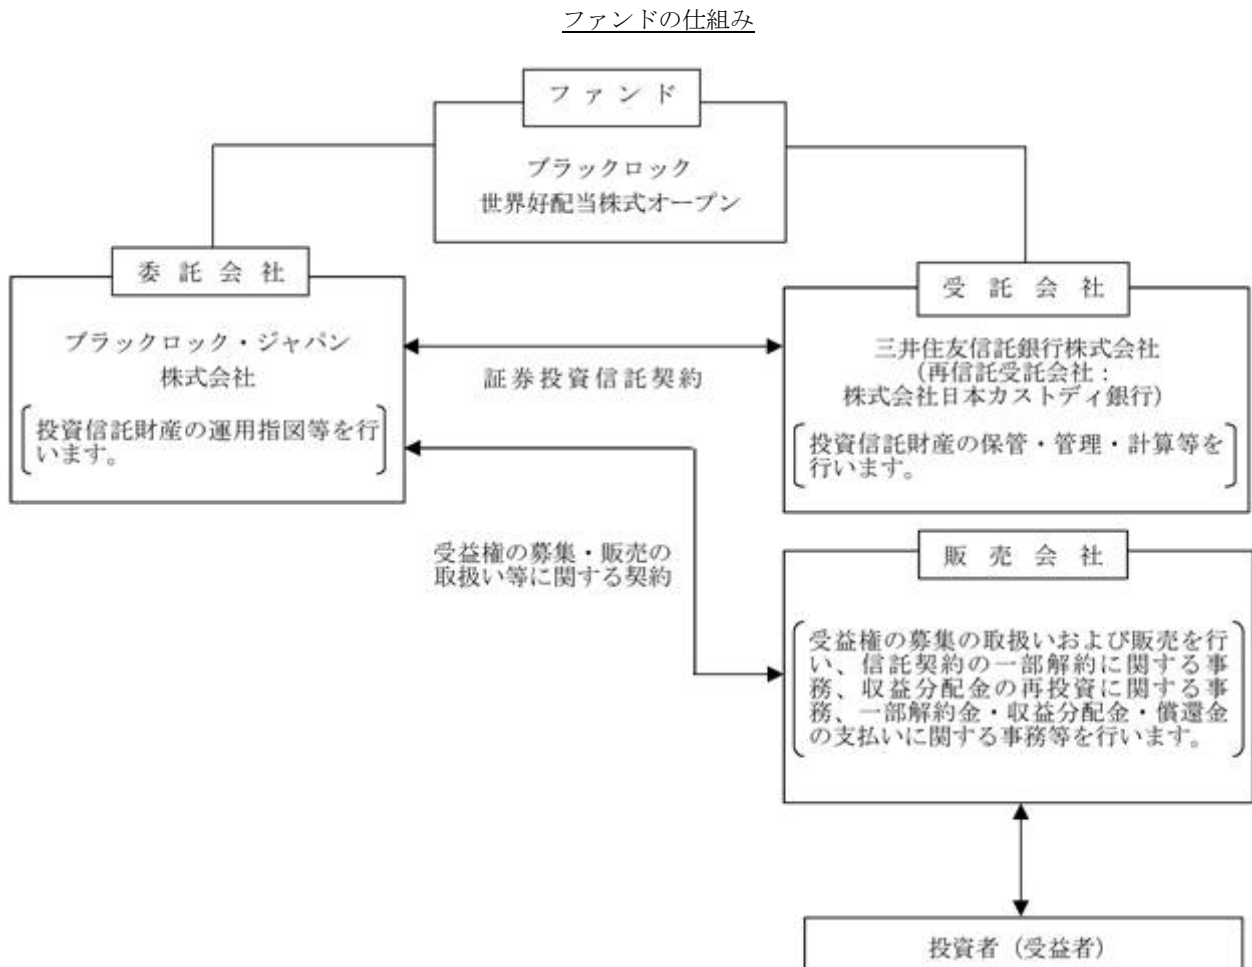 ファンドの仕組み
ファンド
ブラックロック
世界好配当株式オープン
委託会社
ブラックロック・ジャパン
株式会社
投資信託財産の運用指図等を行
います。
証券投資信託契約
受託会社
三井住友信託銀行株式会社
(再信託受託会社:
株式会社日本カストディ銀行)
投資信託財産の保管・管理・計算等を
行います。
受益権の募集・販売の
取扱い等に関する契約
販売会社
受益権の募集の取扱いおよび販売を行
い、信託契約の一部解約に関する事
務、収益分配金の再投資に関する事
務、一部解約金・収益分配金・償還金
の支払いに関する事務等を行います。
投資者(受益者)